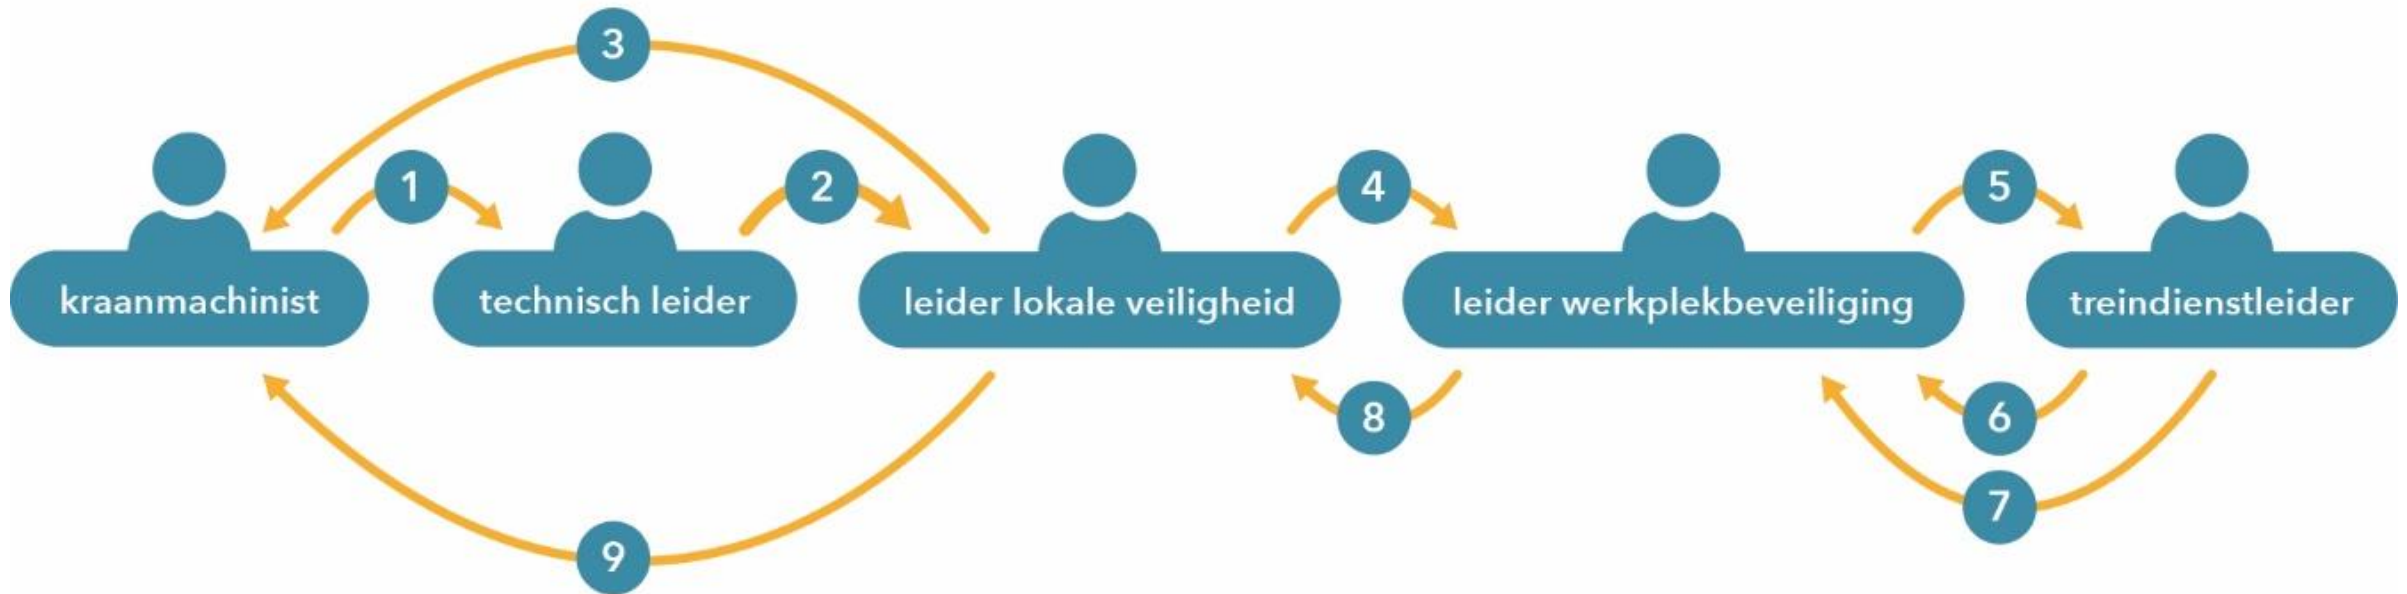 3
1
2
4
5
kraanmachinist
technisch leider
leider lokale veiligheid
leider werkplekbeveiliging
treindienstleider
8
6
7
9